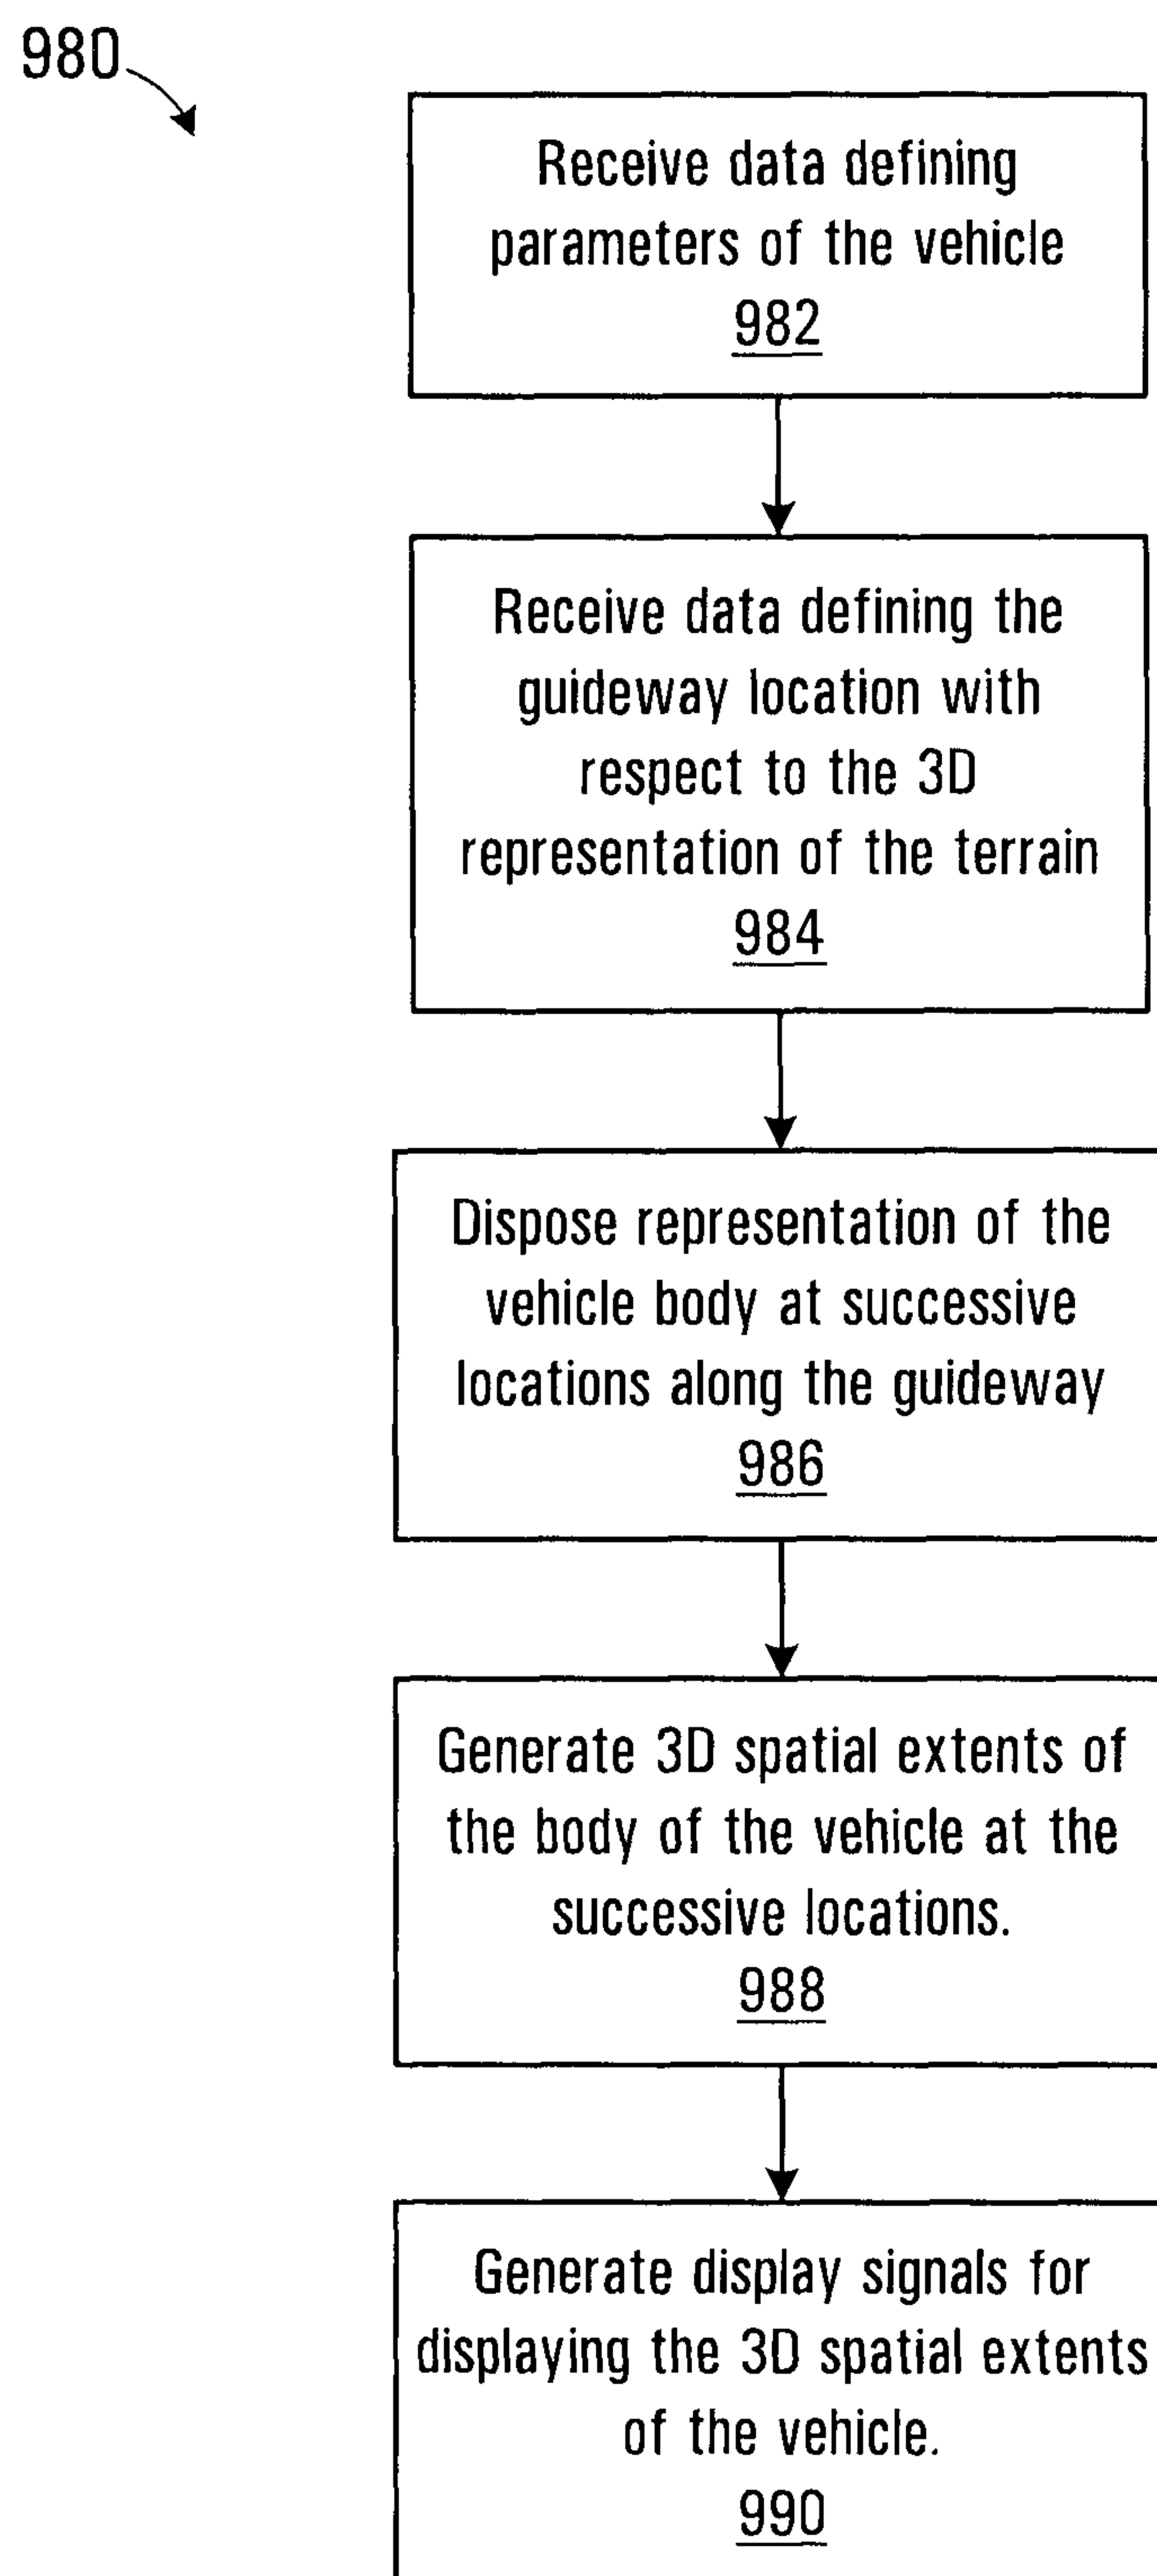 980
Receive data defining
parameters of the vehicle
982
Receive data defining the
guideway location with
respect to the 3D
representation of the terrain
984
Dispose representation of the
vehicle body at successive
locations along the guideway
986
Generate 3D spatial extents of
the body of the vehicle at the
successive locations.
988
Generate display signals for
displaying the 3D spatial extents
of the vehicle.
990